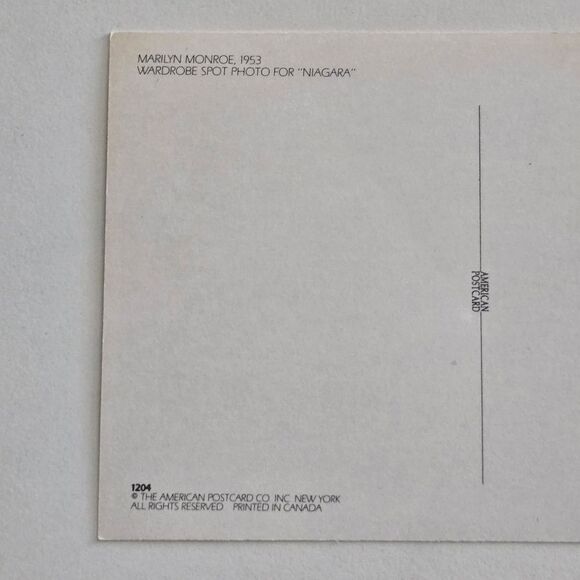 MARILYN MONROE, 1953
WARDROBE SPOT PHOTO FOR "NIAGARA"
AMERICAN
POSTCARD
1204
© THE AMERICAN POSTCARD CO. INC. NEW YORK
ALL RIGHTS RESERVED PRINTED IN CANADA